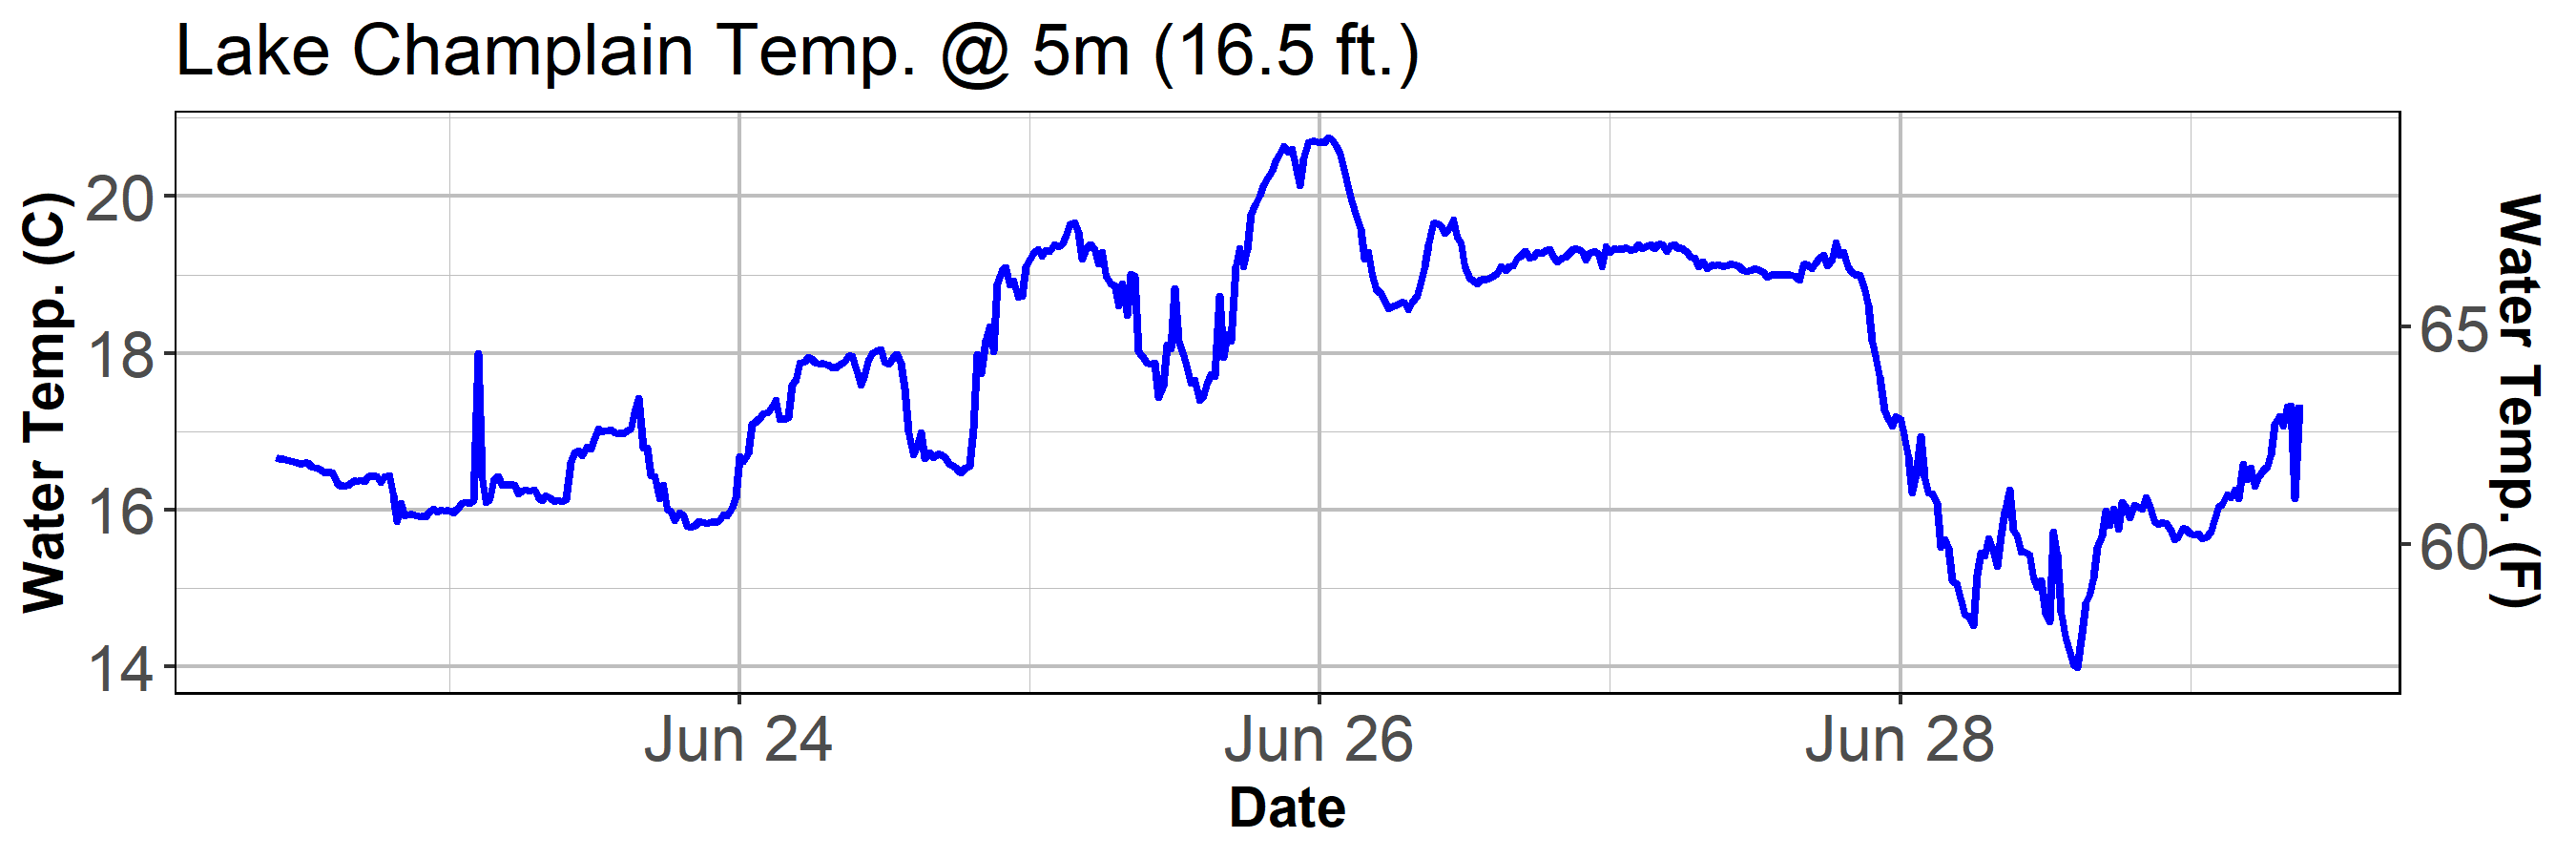 Lake Champlain Temp. @ 5m (16.5 ft.)
Water Temp. (C)
20
18
16
14
65
60
Water Temp. (F)
Jun 24
Jun 26
Jun 28
Date